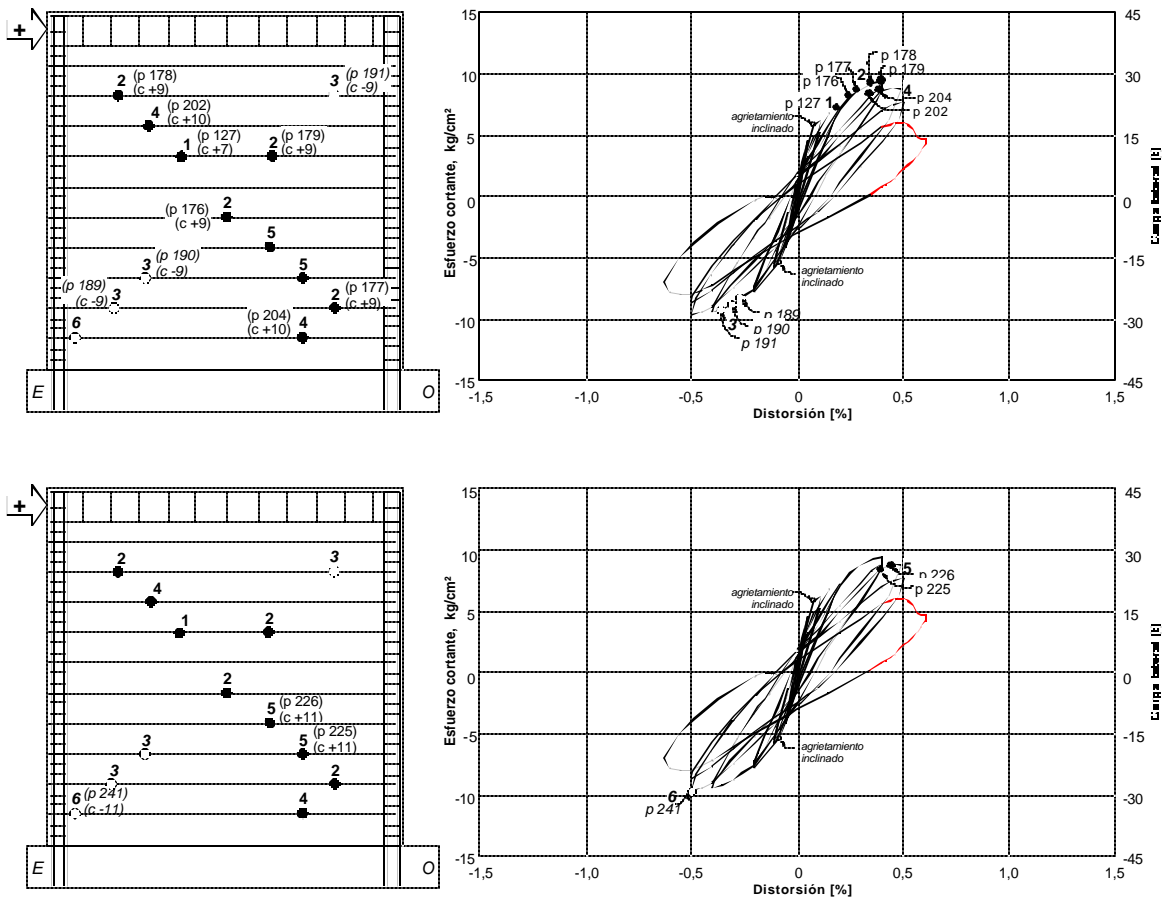 +
2 (p 178)
(c +9)
3 (p 191)
(c -9)
4 (p 202)
(c +10)
1 (p 127)
(c +7)
2 (p 179)
(c +9)
(p 176)
(c +9)
2
5
3 (p 190)
(c -9)
5
(p 189)
(c -9)
3
2 (p 177)
(c +9)
6
(p 204)
(c +10)
4
E
O
15
10
5
0
-5
-10
-15
Esfuerzo cortante, kg/cm²
45
30
15
0
-15
-30
-45
Carga lateral [t]
-1,5
-1,0
-0,5
0
0,5
1,0
1,5
Distorsión [%]
p 178
p 177
2
p 179
p 176
4
p 127
1
p 204
p 202
agrietamiento
inclinado
agrietamiento
inclinado
p 189
3
p 190
p 191
+
2
3
4
1
2
2
5 (p 226)
(c +11)
3
5 (p 225)
(c +11)
3
2
6 (p 241)
(c -11)
4
E
O
15
10
5
0
-5
-10
-15
Esfuerzo cortante, kg/cm²
45
30
15
0
-15
-30
-45
Carga lateral [t]
-1,5
-1,0
-0,5
0
0,5
1,0
1,5
Distorsión [%]
5
p 226
p 225
agrietamiento
inclinado
agrietamiento
inclinado
6
p 241